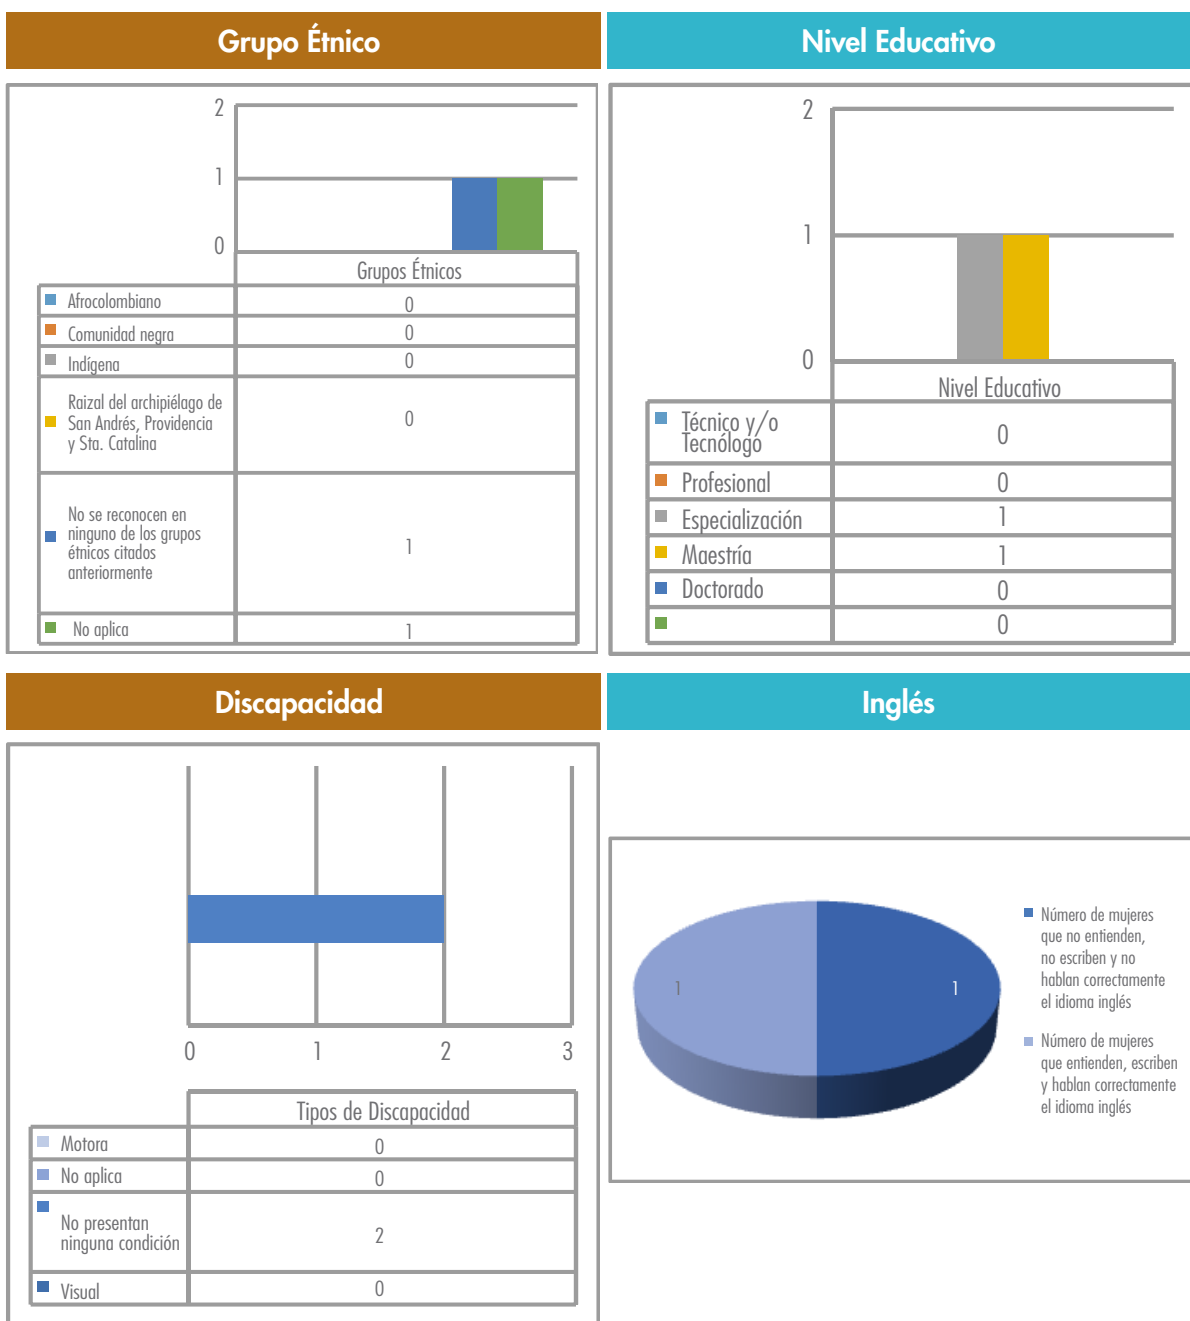 Grupo Étnico
2
1
0
Grupos Étnicos
Afrocolombiano
0
Comunidad negra
0
Indígena
0
Raizal del archipiélago de
San Andrés, Providencia
y Sta. Catalina
0
No se reconocen en
ninguno de los grupos
étnicos citados
anteriormente
1
No aplica
1
Nivel Educativo
2
1
0
Nivel Educativo
Técnico y/o
Tecnólogo
0
Profesional
0
Especialización
1
Maestría
1
Doctorado
0
0
Discapacidad
0 1 2 3
Tipos de Discapacidad
Motora
0
No aplica
0
No presentan
ninguna condición
2
Visual
0
Inglés
1
1
Número de mujeres
que no entienden,
no escriben y no
hablan correctamente
el idioma inglés
Número de mujeres
que entienden, escriben
y hablan correctamente
el idioma inglés